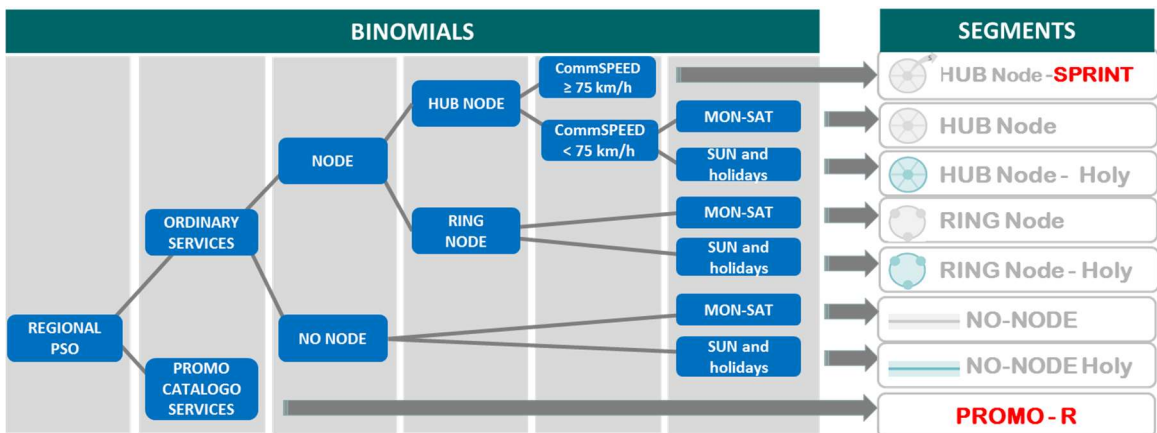 BINOMIALS
SEGMENTS
CommSPEED
≥ 75 km/h
HUB Node-SPRINT
HUB NODE
CommSPEED
< 75 km/h
MON-SAT
HUB Node
NODE
SUN and
holidays
HUB Node - Holy
ORDINARY
SERVICES
RING
NODE
MON-SAT
RING Node
SUN and
holidays
RING Node - Holy
REGIONAL
PSO
NO NODE
MON-SAT
NO-NODE
SUN and
holidays
NO-NODE Holy
PROMO
CATALOGO
SERVICES
PROMO - R